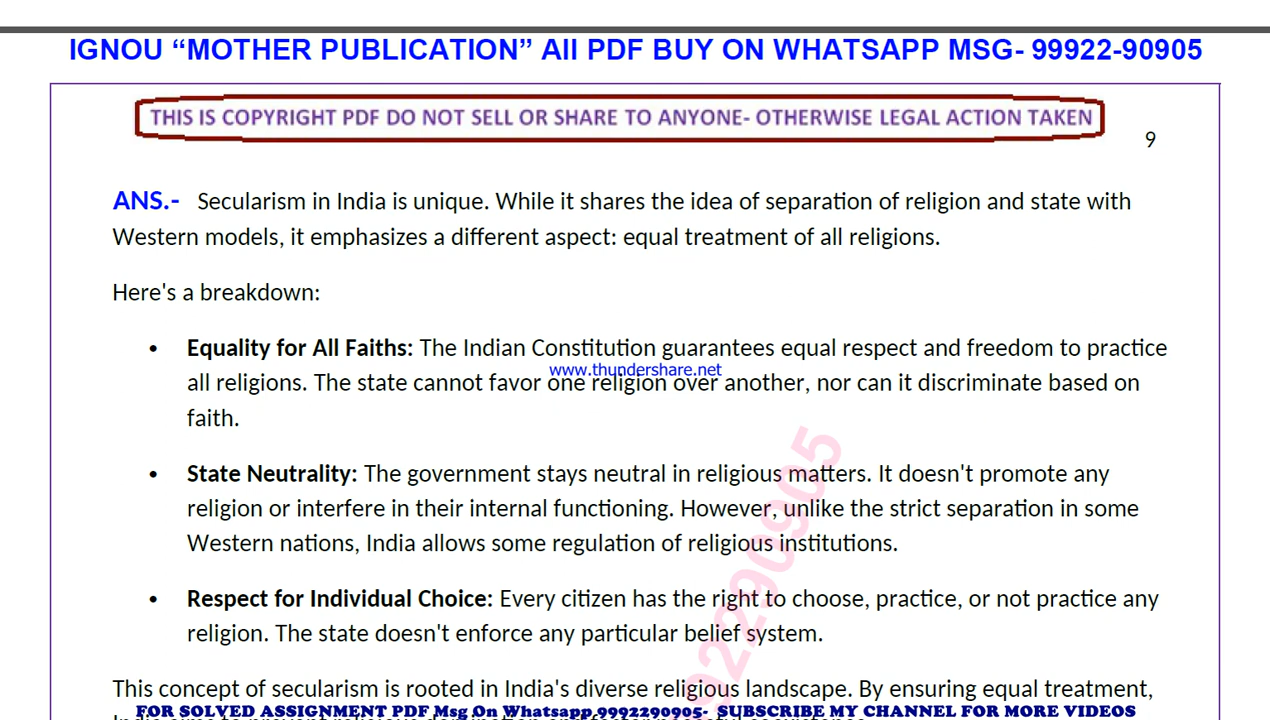 IGNOU “MOTHER PUBLICATION” All PDF BUY ON WHATSAPP MSG- 99922-90905
THIS IS COPYRIGHT PDF DO NOT SELL OR SHARE TO ANYONE- OTHERWISE LEGAL ACTION TAKEN
9
ANS.- Secularism in India is unique. While it shares the idea of separation of religion and state with
Western models, it emphasizes a different aspect: equal treatment of all religions.
Here's a breakdown:
• Equality for All Faiths: The Indian Constitution guarantees equal respect and freedom to practice
www.thundershare.net
all religions. The state cannot favor one religion over another, nor can it discriminate based on
faith.
• State Neutrality: The government stays neutral in religious matters. It doesn't promote any
religion or interfere in their internal functioning. However, unlike the strict separation in some
Western nations, India allows some regulation of religious institutions.
• Respect for Individual Choice: Every citizen has the right to choose, practice, or not practice any
religion. The state doesn't enforce any particular belief system.
02290905
This concept of secularism is rooted in India's diverse religious landscape. By ensuring equal treatment,
FOR SOLVED ASSIGNMENT PDF Msg On Whatsapp 9992290905- SUBSCRIBE MY CHANNEL FOR MORE VIDEOS